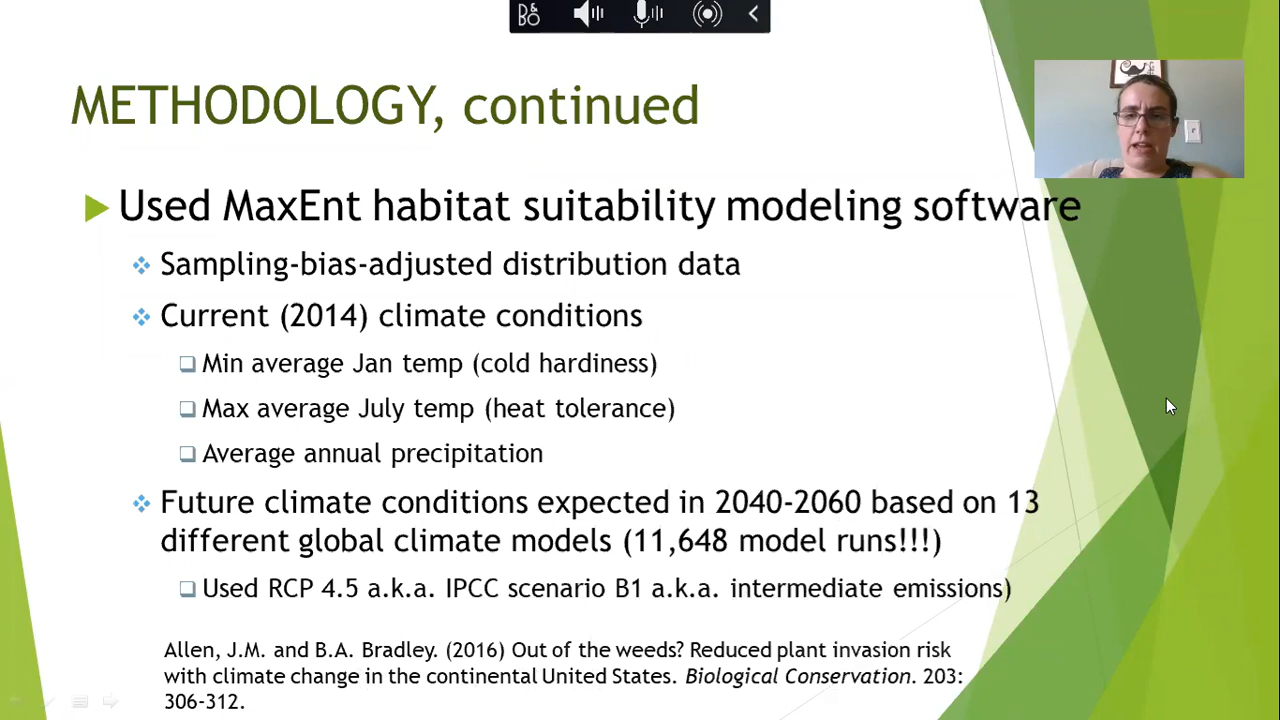 B&O
METHODOLOGY, continued
Used MaxEnt habitat suitability modeling software
Sampling-bias-adjusted distribution data
Current (2014) climate conditions
Min average Jan temp (cold hardiness)
Max average July temp (heat tolerance)
Average annual precipitation
Future climate conditions expected in 2040-2060 based on 13
different global climate models (11,648 model runs!!!)
Used RCP 4.5 a.k.a. IPCC scenario B1 a.k.a. intermediate emissions)
Allen, J.M. and B.A. Bradley. (2016) Out of the weeds? Reduced plant invasion risk
with climate change in the continental United States. Biological Conservation. 203:
306-312.